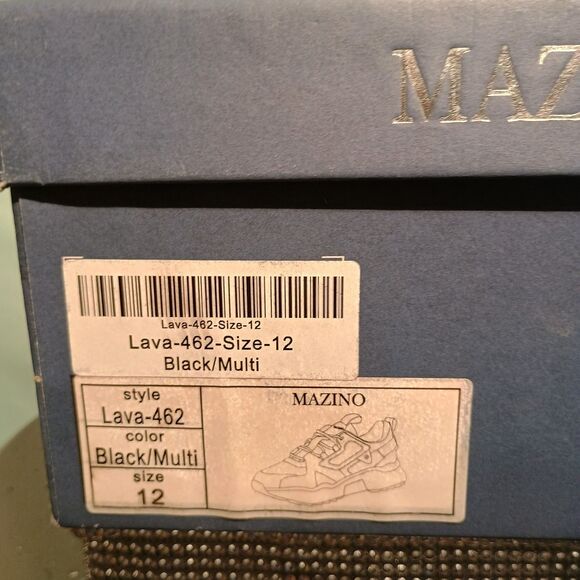 MAZ
Lava-462-Size-12
Lava-462-Size-12
Black/Multi
style
Lava-462
color
Black/Multi
size
12
MAZINO